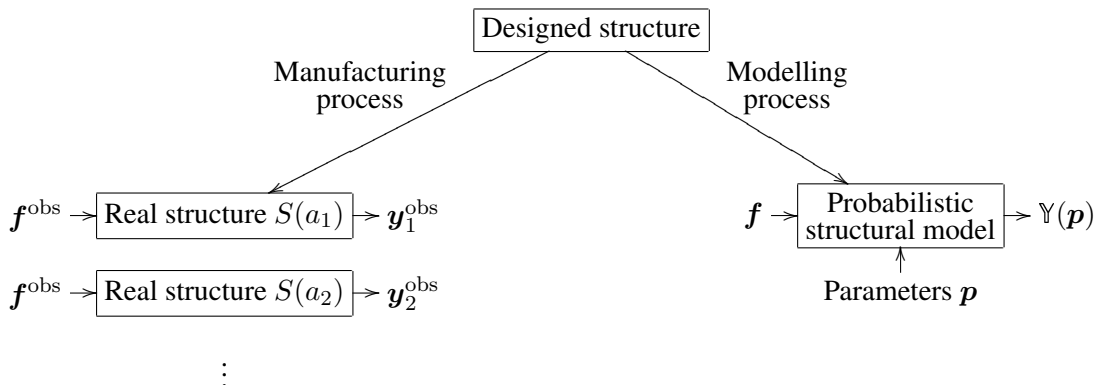 Designed structure
Manufacturing
process
Modelling
process
f^obs Real structure S(a_1) y_1^obs
f Probabilistic
structural model 𝕐(p)
f^obs Real structure S(a_2) y_2^obs
Parameters p
⋮